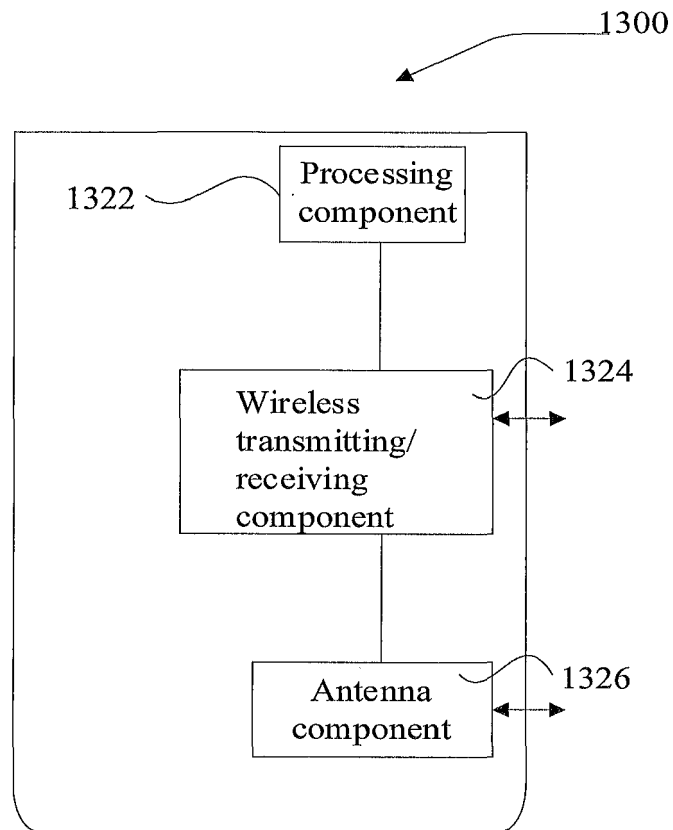 1300
Processing
component
1322
1324
Wireless
transmitting/
receiving
component
1326
Antenna
component